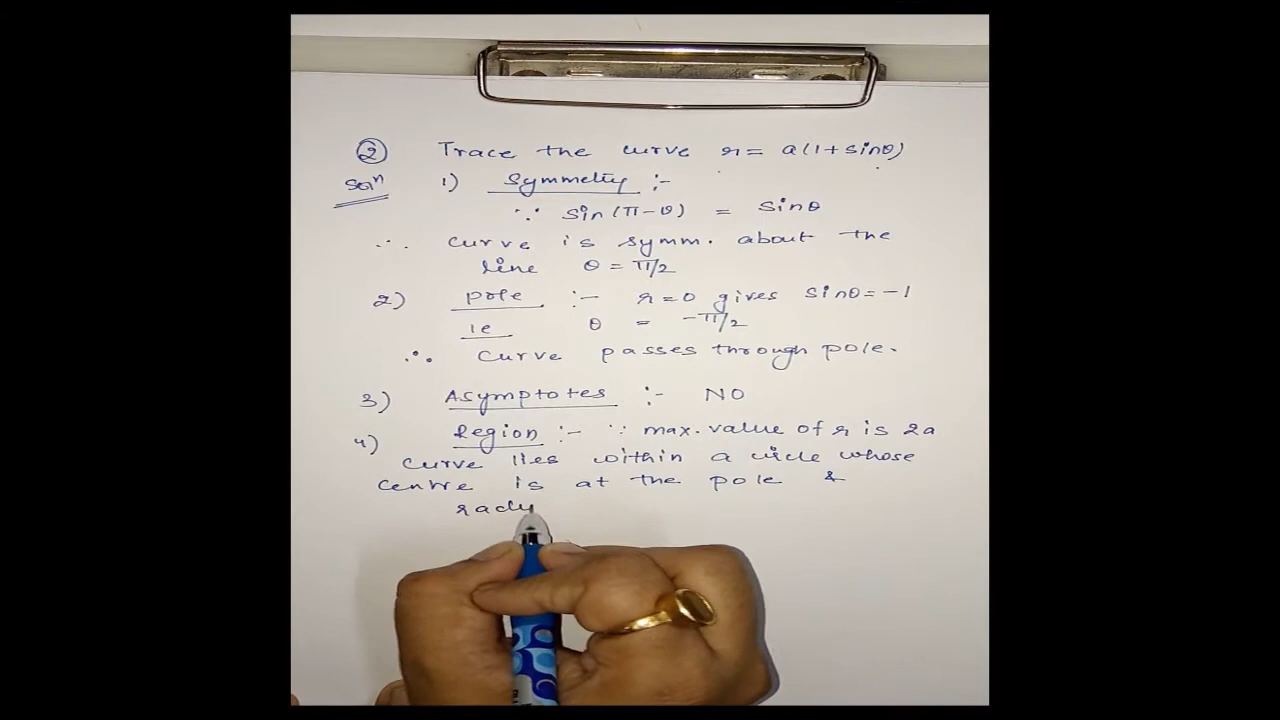 ② Trace the curve r = a(1+sinθ)
Solⁿ 1) Symmetry :-
∵ sin(π-θ) = sinθ
∴ curve is symm. about the
line θ = π/2
2) pole :- r=0 gives sinθ=-1
ie θ = -π/2
∴ Curve passes through pole.
3) Asymptotes :- NO
4) Region :- ∵ max. value of r is 2a
curve lies within a circle whose
centre is at the pole &